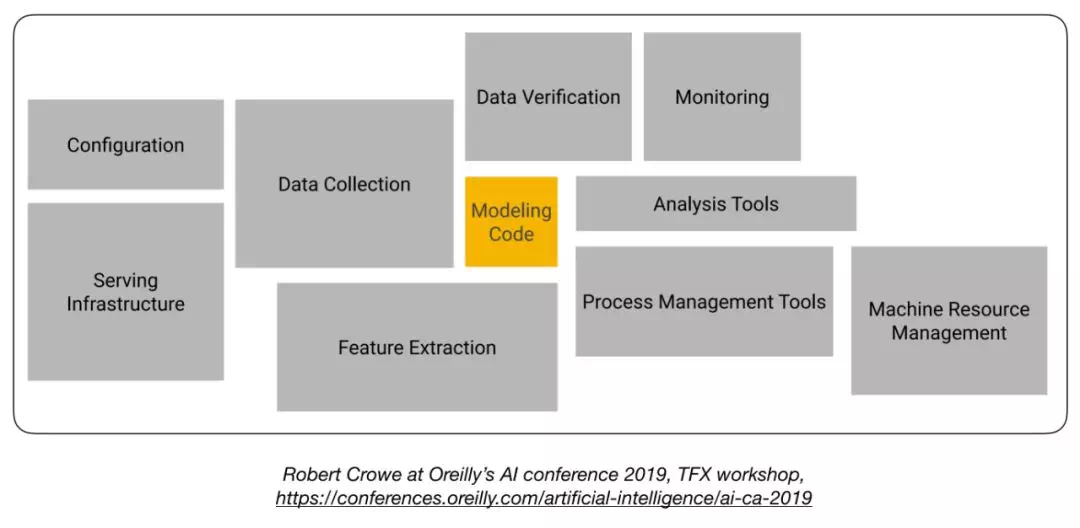 Configuration
Serving
Infrastructure
Data Collection
Feature Extraction
Data Verification
Monitoring
Modeling
Code
Analysis Tools
Process Management Tools
Machine Resource
Management
Robert Crowe at Oreilly's AI conference 2019, TFX workshop,
https://conferences.oreilly.com/artificial-intelligence/ai-ca-2019